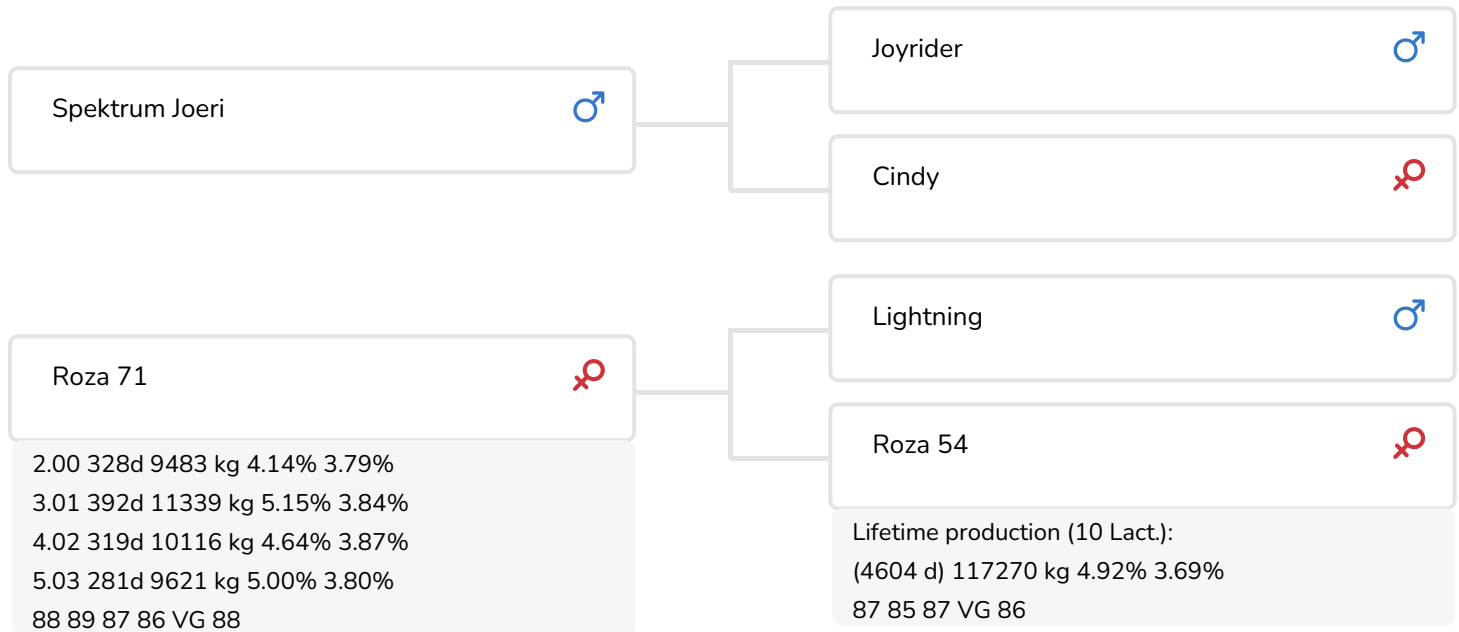 Spektrum Joeri
Joyrider
Cindy
Roza 71
2.00 328d 9483 kg 4.14% 3.79%
3.01 392d 11339 kg 5.15% 3.84%
4.02 319d 10116 kg 4.64% 3.87%
5.03 281d 9621 kg 5.00% 3.80%
88 89 87 86 VG 88
Lightning
Roza 54
Lifetime production (10 Lact.):
(4604 d) 117270 kg 4.92% 3.69%
87 85 87 VG 86